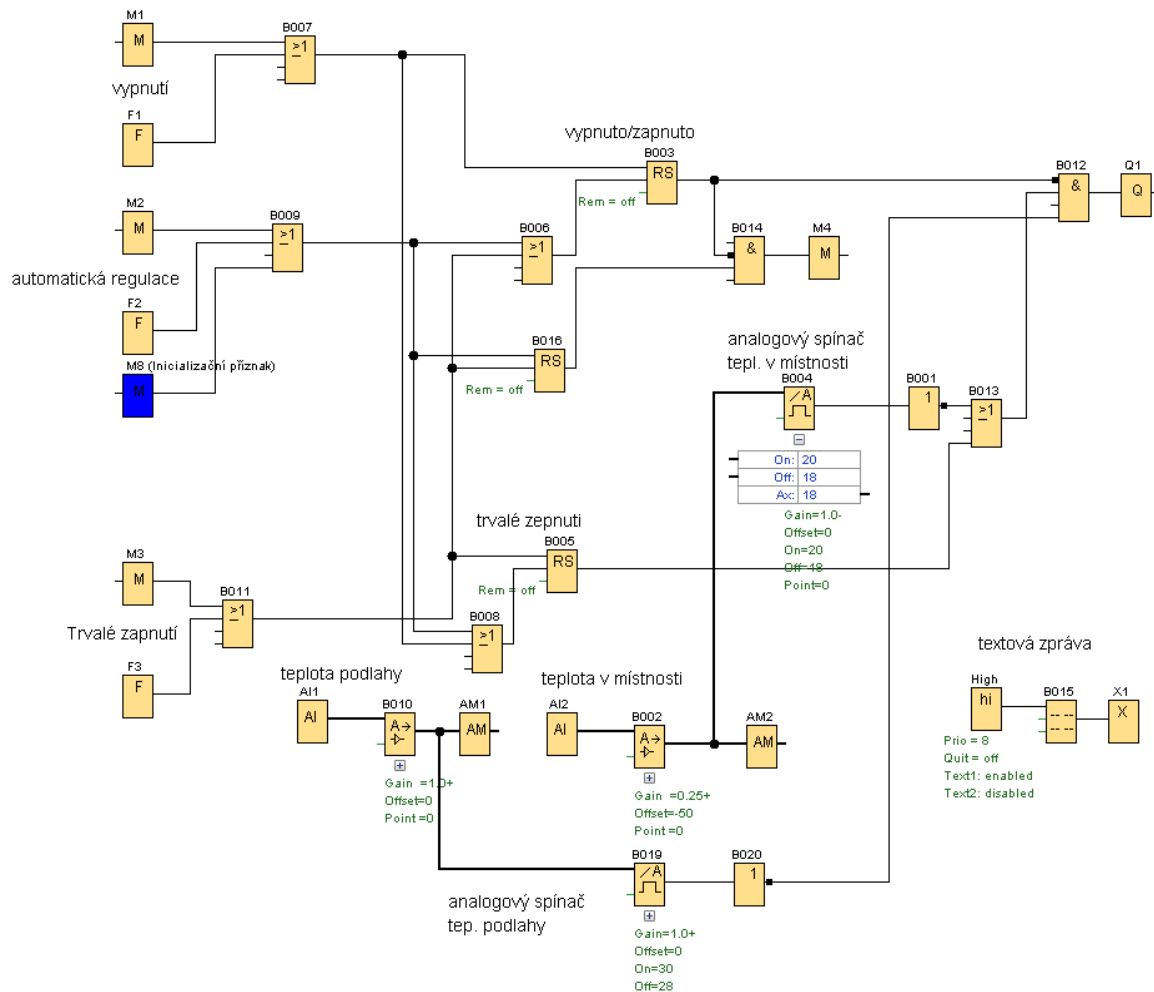 M1
M
B007
>1
vypnutí
F1
F
vypnuto/zapnuto
B003
RS
Rem = off
B012
&
Q1
Q
M2
M
B009
>1
B006
>1
B014
&
M4
M
automatická regulace
F2
F
M8 (Inicializační příznak)
M
B016
RS
Rem = off
analogový spínač
tepl. v místnosti
B004
/A
B001
1
B013
>1
On: 20
Off: 18
Ax: 18
Gain=1.0-
Offset=0
On=20
Off=18
Point=0
trvalé zepnuti
B005
RS
Rem = off
M3
M
B011
>1
B008
>1
Trvalé zapnutí
F3
F
teplota podlahy
AI1
AI
B010
A→
AM1
AM
Gain =1.0+
Offset=0
Point =0
teplota v místnosti
AI2
AI
B002
A→
AM2
AM
Gain =0.25+
Offset=-50
Point =0
textová zpráva
High
hi
B015
X1
X
Prio = 8
Quit = off
Text1: enabled
Text2: disabled
B019
/A
B020
1
analogový spínač
tep. podlahy
Gain=1.0+
Offset=0
On=30
Off=28